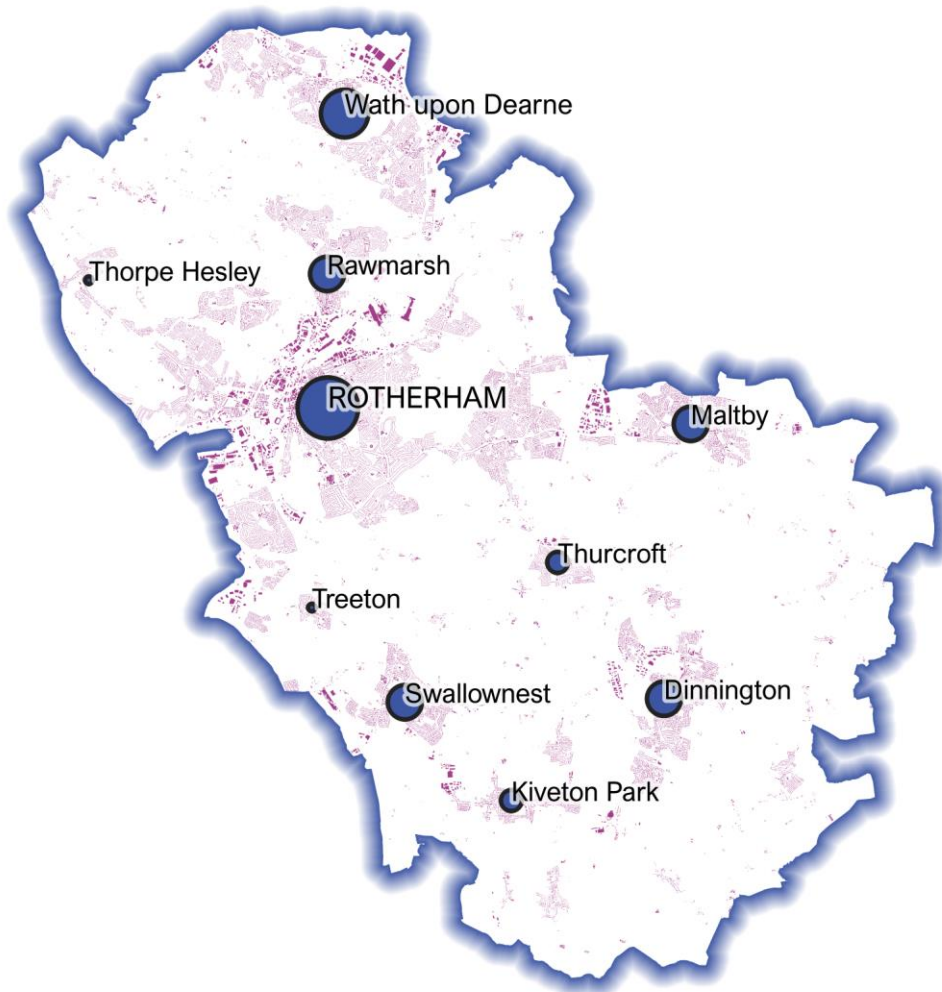 Wath upon Dearne
Thorpe Hesley
Rawmarsh
ROTHERHAM
Maltby
Thurcroft
Treeton
Swallownest
Dinnington
Kiveton Park